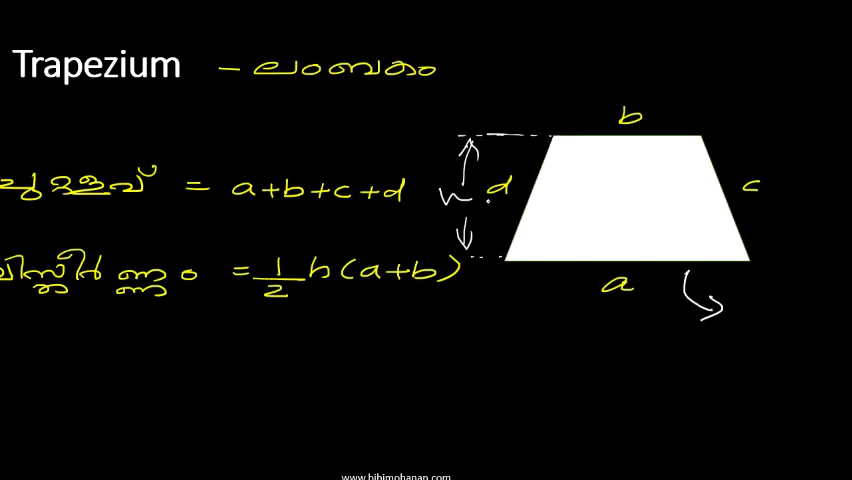 Trapezium - ലംബകം
b
d
c
h
ചുറ്റളവ് = a+b+c+d
വിസ്തീർണ്ണം = 1/2 h(a+b)
a
www.bibimohanan.com